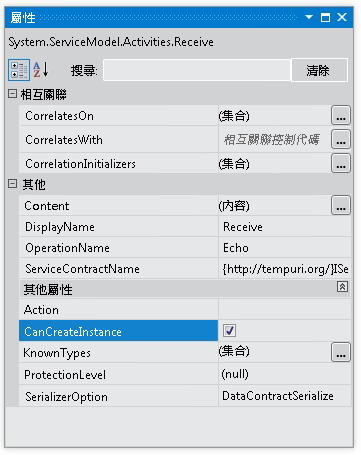 屬性
System.ServiceModel.Activities.Receive
搜尋: 清除
相互關聯
CorrelatesOn (集合) ...
CorrelatesWith 相互關聯控制代碼 ...
CorrelationInitializers (集合) ...
其他
Content (內容) ...
DisplayName Receive
OperationName Echo
ServiceContractName {http://tempuri.org/}ISe
其他屬性
Action
CanCreateInstance
KnownTypes (集合) ...
ProtectionLevel (null)
SerializerOption DataContractSerialize